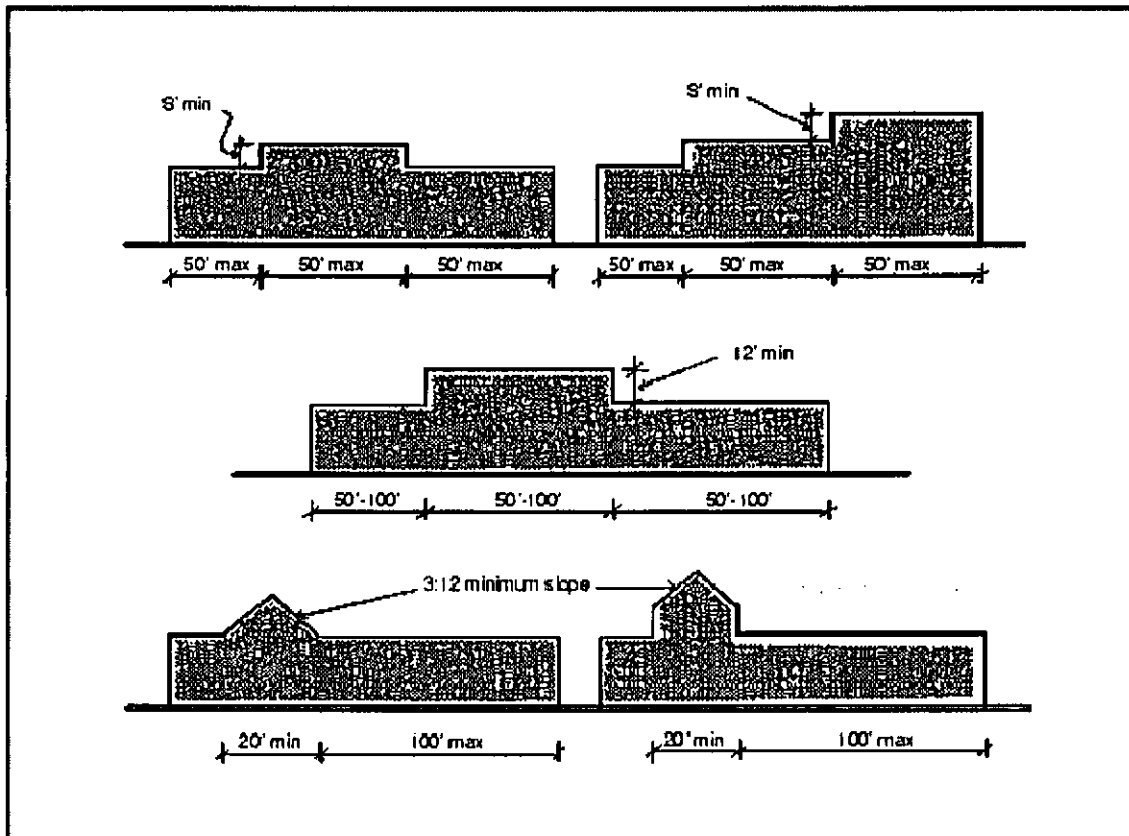 8' min
8' min
50' max 50' max 50' max
50' max 50' max 50' max
12' min
50'-100' 50'-100' 50'-100'
3:12 minimum slope
20' min 100' max
20' min 100' max